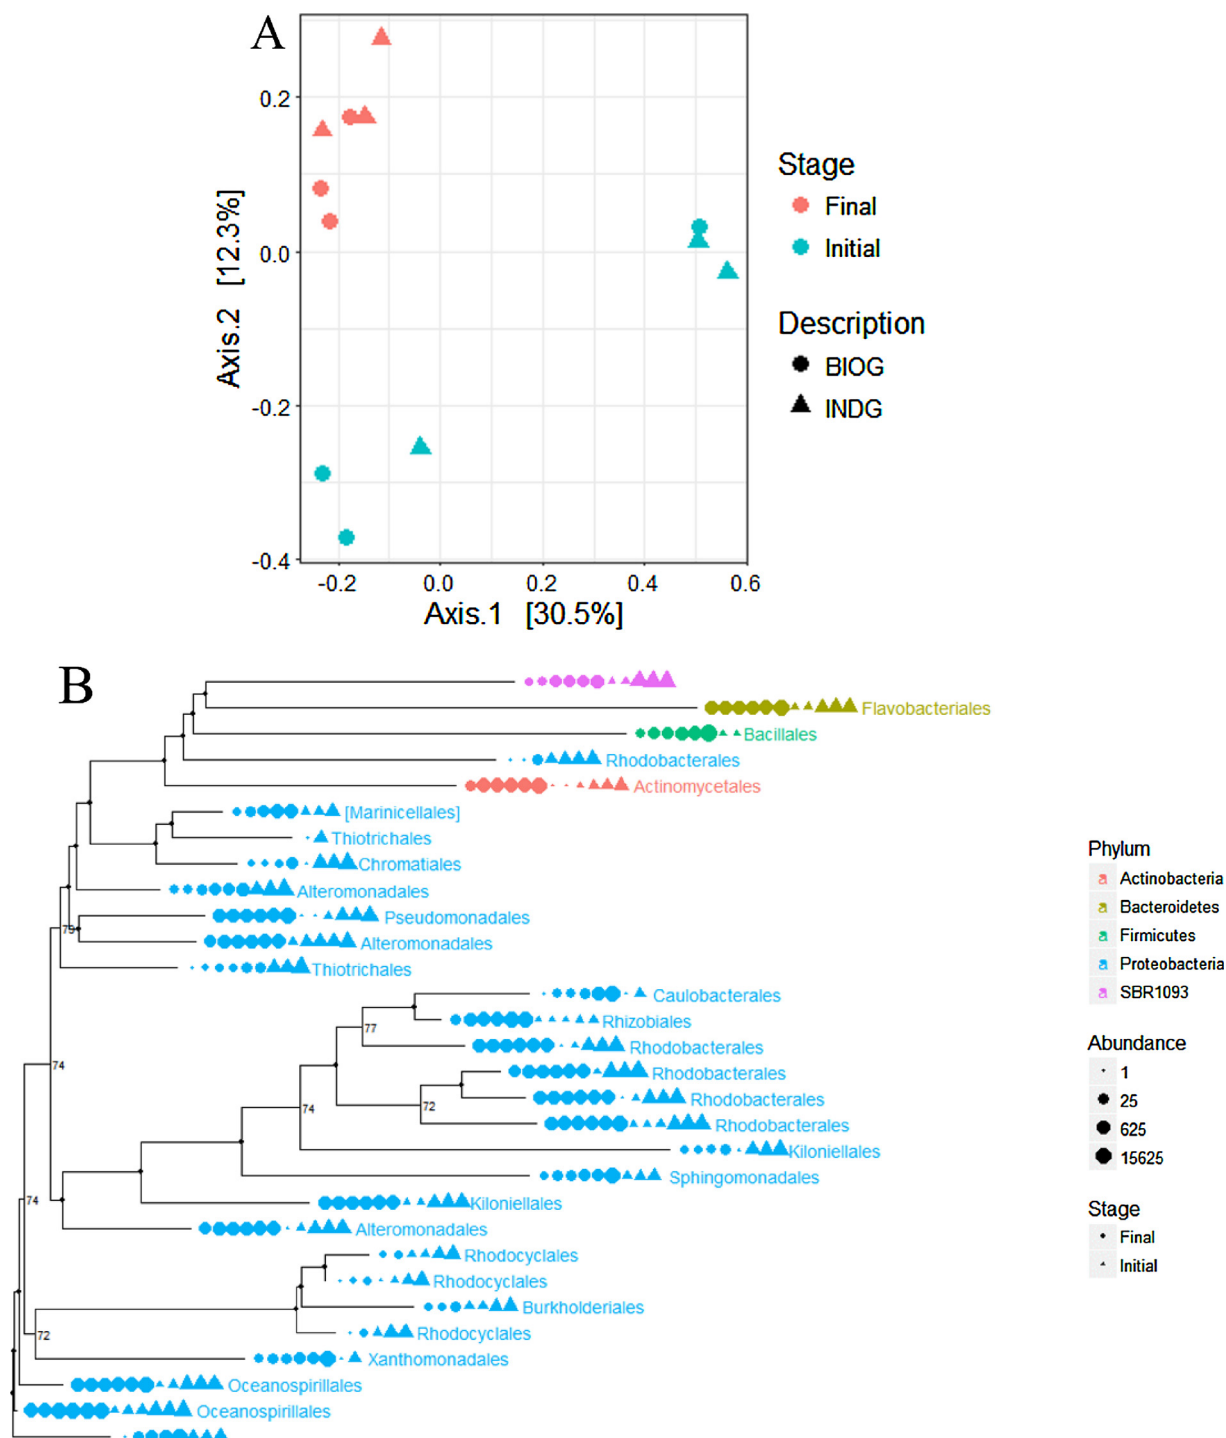 A
0.2
0.0
-0.2
-0.4
Axis.2 [12.3%]
-0.2 0.0 0.2 0.4 0.6
Axis.1 [30.5%]
Stage
Final
Initial
Description
BIOG
INDG
B
Flavobacteriales
Bacillales
Rhodobacterales
Actinomycetales
[Marinicellales]
Thiotrichales
Chromatiales
Alteromonadales
Pseudomonadales
79
Alteromonadales
Thiotrichales
Caulobacterales
Rhizobiales
77
Rhodobacterales
74
Rhodobacterales
Rhodobacterales
72
74
Rhodobacterales
Kiloniellales
Sphingomonadales
74
Kiloniellales
Alteromonadales
Rhodocyclales
Rhodocyclales
Burkholderiales
Rhodocyclales
72
Xanthomonadales
Oceanospirillales
Oceanospirillales
Phylum
a Actinobacteria
a Bacteroidetes
a Firmicutes
a Proteobacteria
a SBR1093
Abundance
1
25
625
15625
Stage
Final
Initial